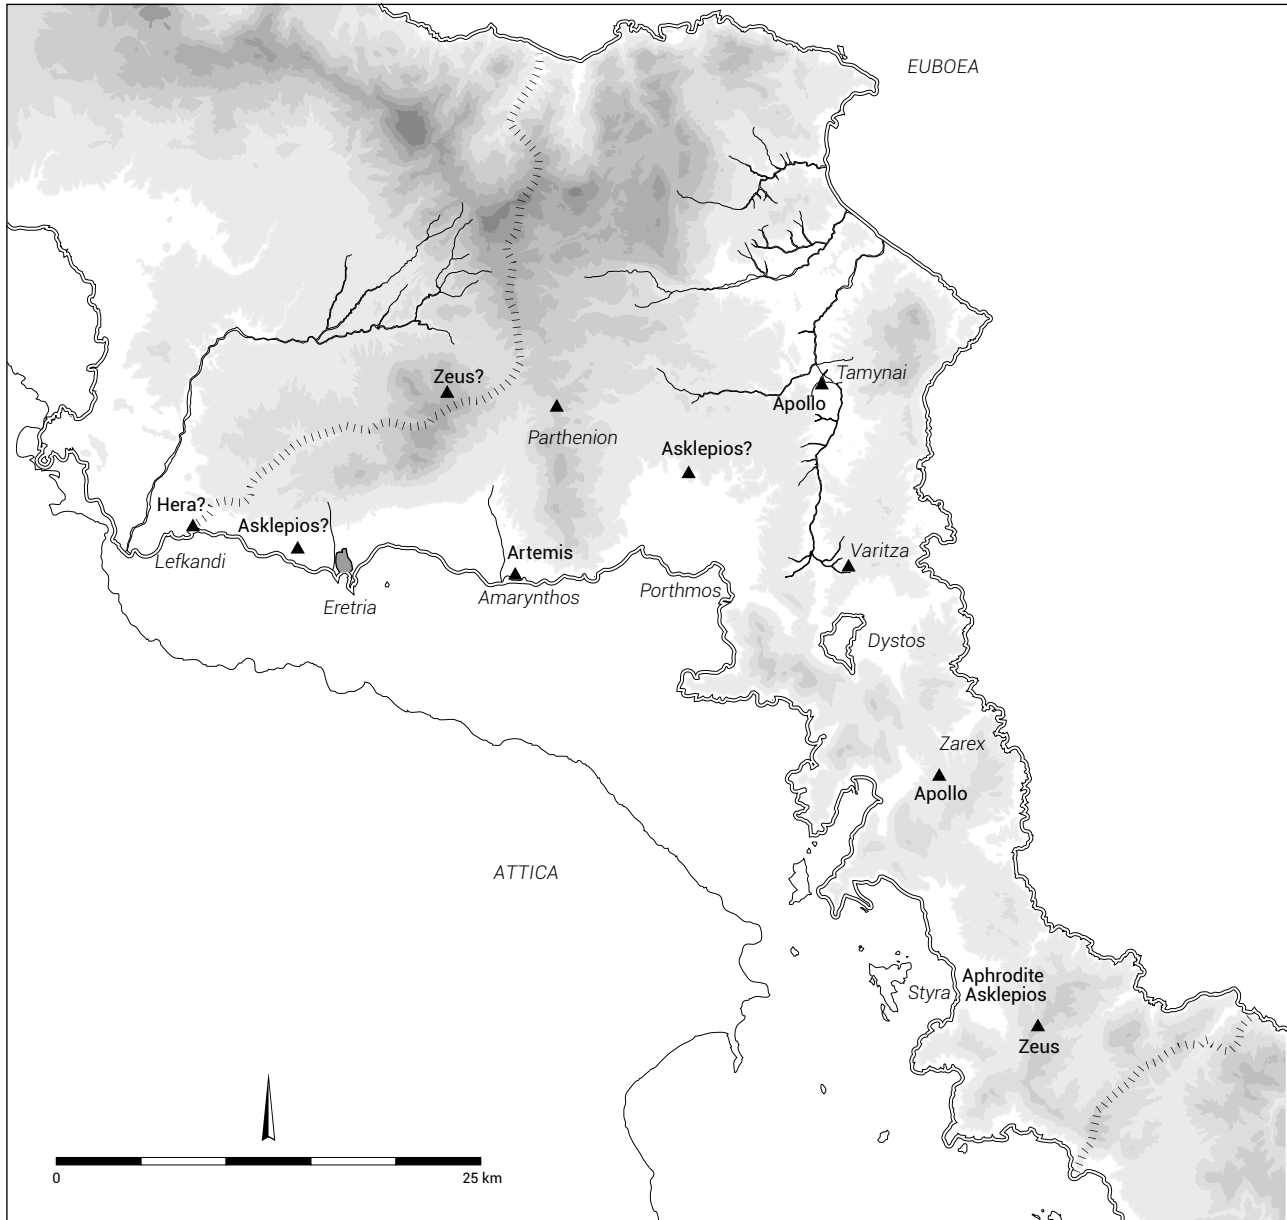 EUBOEA
Zeus?
Tamynai
Apollo
Parthenion
Asklepios?
Hera?
Asklepios?
Lefkandi
Artemis
Varitza
Eretria
Amarynthos
Porthmos
Dystos
Zarex
Apollo
ATTICA
Aphrodite
Asklepios
Styra
Zeus
0
25 km